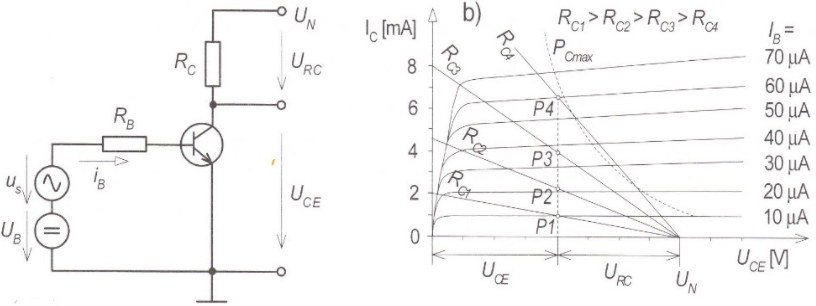 U_N
R_C
U_RC
R_B
i_B
u_s
U_B
U_CE
b)
I_C [mA]
R_C1 > R_C2 > R_C3 > R_C4
I_B =
8
6
4
2
0
R_C3
R_C4
P_Cmax
R_C2
R_C1
P4
P3
P2
P1
70 µA
60 µA
50 µA
40 µA
30 µA
20 µA
10 µA
U_CE
U_RC
U_N
U_CE [V]